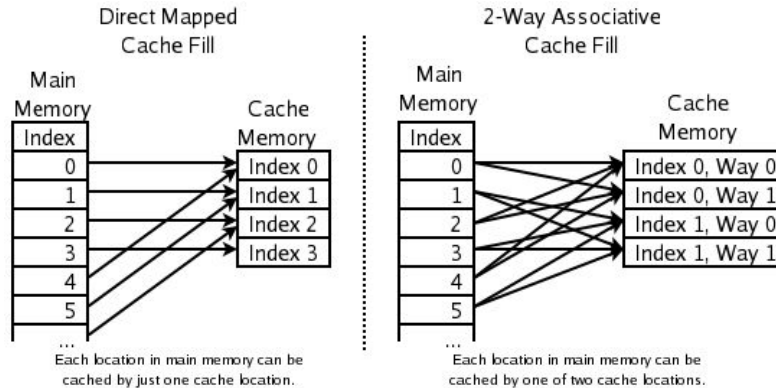 Direct Mapped
Cache Fill
Main
Memory
Index
0
1
2
3
4
5
...
Cache
Memory
Index 0
Index 1
Index 2
Index 3
Each location in main memory can be
cached by just one cache location.
2-Way Associative
Cache Fill
Main
Memory
Index
0
1
2
3
4
5
...
Cache
Memory
Index 0, Way 0
Index 0, Way 1
Index 1, Way 0
Index 1, Way 1
Each location in main memory can be
cached by one of two cache locations.